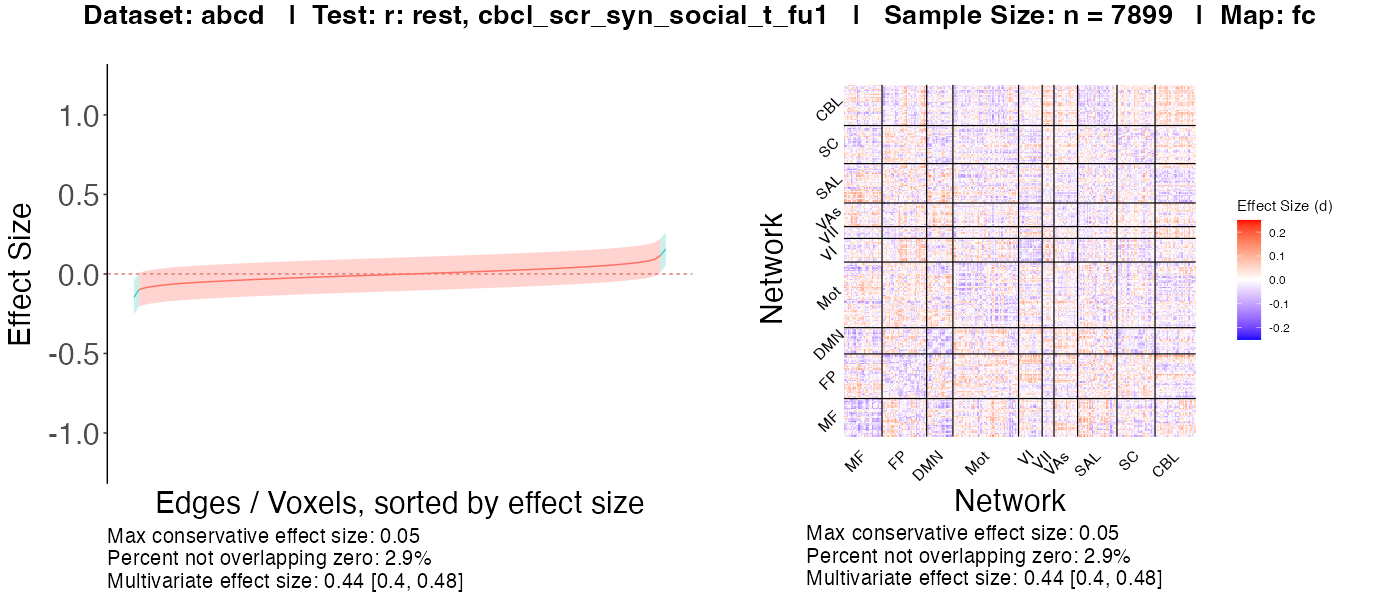 Dataset: abcd | Test: r: rest, cbcl_scr_syn_social_t_fu1 | Sample Size: n = 7899 | Map: fc
Effect Size
1.0
0.5
0.0
-0.5
-1.0
Edges / Voxels, sorted by effect size
Max conservative effect size: 0.05
Percent not overlapping zero: 2.9%
Multivariate effect size: 0.44 [0.4, 0.48]
Network
CBL
SC
SAL
VAs
VII
VI
Mot
DMN
FP
MF
MF
FP
DMN
Mot
VI
VII
VAs
SAL
SC
CBL
Network
Max conservative effect size: 0.05
Percent not overlapping zero: 2.9%
Multivariate effect size: 0.44 [0.4, 0.48]
Effect Size (d)
0.2
0.1
0.0
-0.1
-0.2